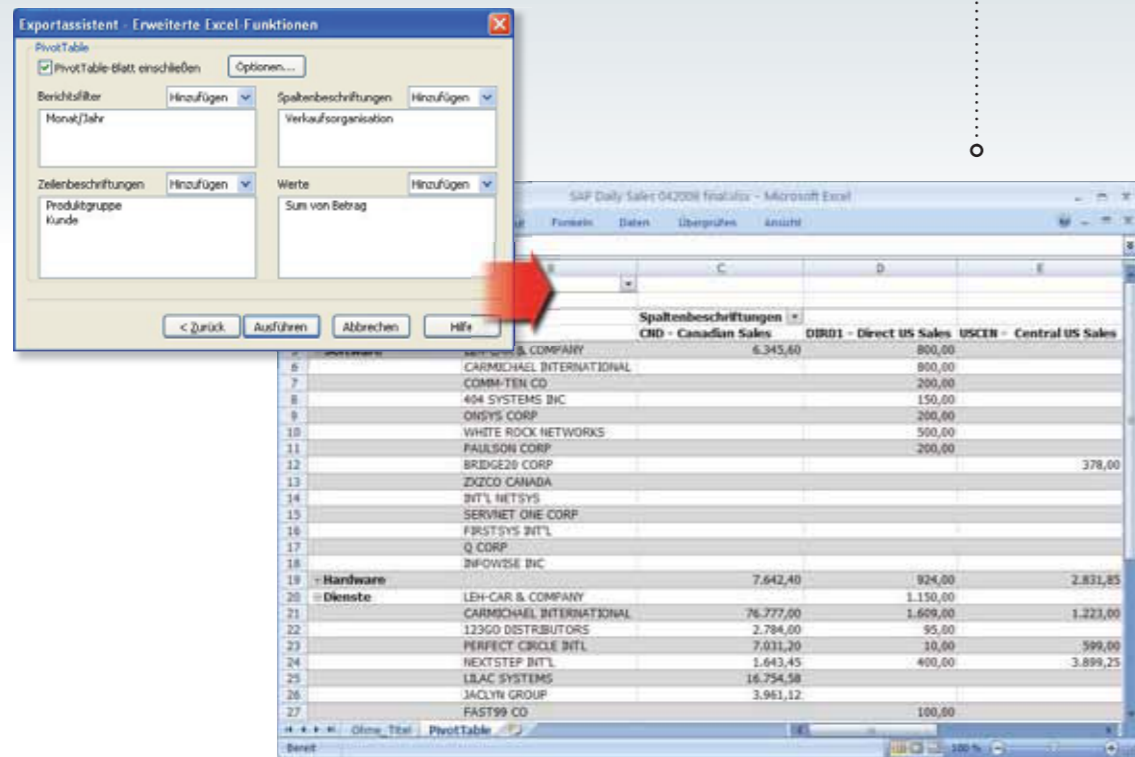 Exportassistent - Erweiterte Excel-Funktionen
PivotTable
PivotTable-Blatt einschließen Optionen...
Berichtsfilter Hinzufügen Spaltenbeschriftungen Hinzufügen
Monat/Jahr Verkaufsorganisation
Zeilenbeschriftungen Hinzufügen Werte Hinzufügen
Produktgruppe Sum von Betrag
Kunde
< Zurück Ausführen Abbrechen Hilfe
SAP Daily Sales 042008 final.xlsx - Microsoft Excel
Formeln Daten Überprüfen Ansicht
C D E
Spaltenbeschriftungen
CND - Canadian Sales DIR01 - Direct US Sales USCEN - Central US Sales
5 Software LEH-CAR & COMPANY 6.345,60 800,00
6 CARMICHAEL INTERNATIONAL 800,00
7 COMM-TEN CO 200,00
8 404 SYSTEMS INC 150,00
9 ONSYS CORP 200,00
10 WHITE ROCK NETWORKS 500,00
11 PAULSON CORP 200,00
12 BRIDGE20 CORP 378,00
13 ZXZCO CANADA
14 INT'L NETSYS
15 SERVNET ONE CORP
16 FIRSTSYS INT'L
17 Q CORP
18 INFOWISE INC
19 Hardware 7.642,40 924,00 2.831,85
20 Dienste LEH-CAR & COMPANY 1.150,00
21 CARMICHAEL INTERNATIONAL 76.777,00 1.609,00 1.223,00
22 123GO DISTRIBUTORS 2.784,00 95,00
23 PERFECT CIRCLE INTL 7.031,20 10,00 599,00
24 NEXTSTEP INT'L 1.643,45 400,00 3.899,25
25 LILAC SYSTEMS 16.754,58
26 JACLYN GROUP 3.961,12
27 FAST99 CO 100,00
Ohne_Titel PivotTable
Bereit 100 %